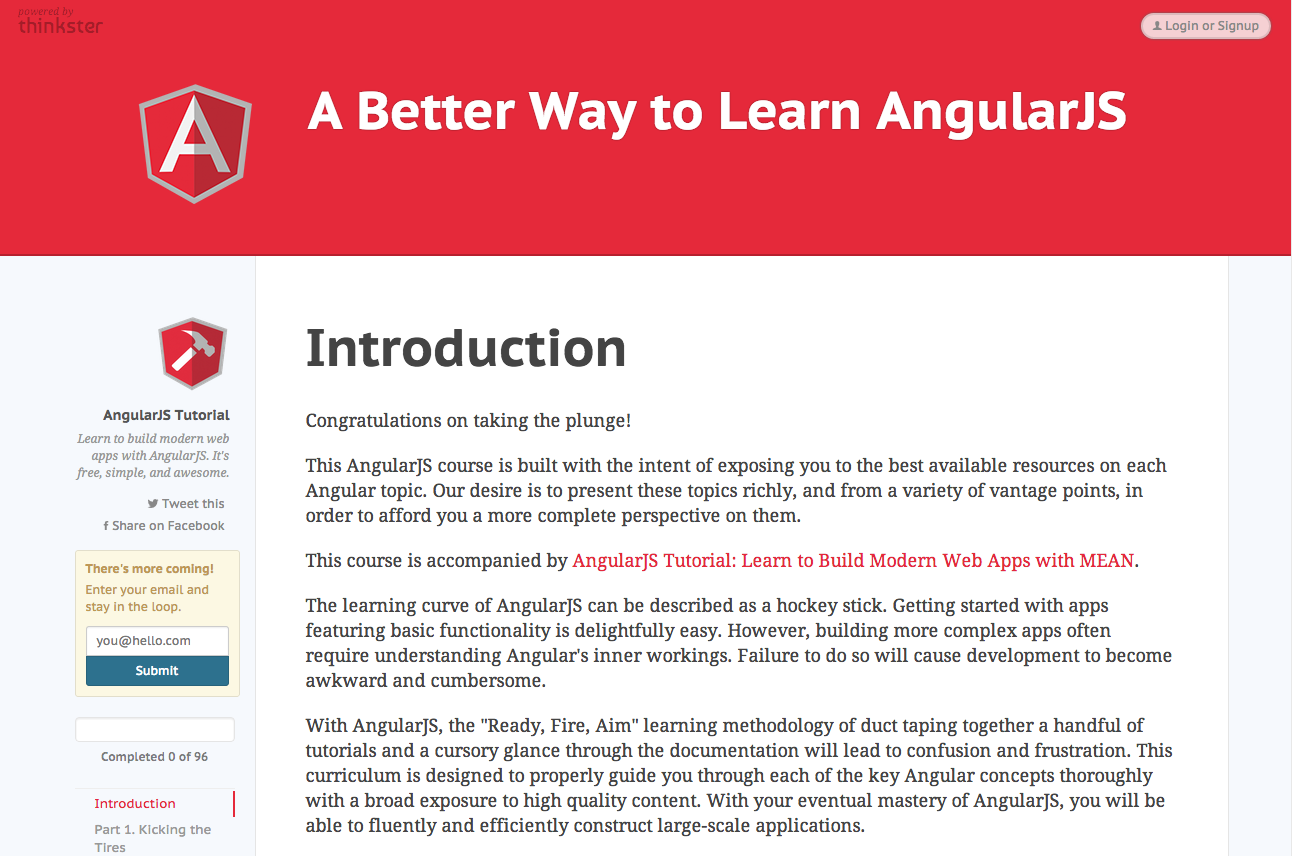 powered by
thinkster
Login or Signup
A Better Way to Learn AngularJS
AngularJS Tutorial
Learn to build modern web
apps with AngularJS. It's
free, simple, and awesome.
Tweet this
Share on Facebook
There's more coming!
Enter your email and
stay in the loop.
you@hello.com
Submit
Completed 0 of 96
Introduction
Part 1. Kicking the
Tires
Introduction
Congratulations on taking the plunge!
This AngularJS course is built with the intent of exposing you to the best available resources on each
Angular topic. Our desire is to present these topics richly, and from a variety of vantage points, in
order to afford you a more complete perspective on them.
This course is accompanied by AngularJS Tutorial: Learn to Build Modern Web Apps with MEAN.
The learning curve of AngularJS can be described as a hockey stick. Getting started with apps
featuring basic functionality is delightfully easy. However, building more complex apps often
require understanding Angular's inner workings. Failure to do so will cause development to become
awkward and cumbersome.
With AngularJS, the "Ready, Fire, Aim" learning methodology of duct taping together a handful of
tutorials and a cursory glance through the documentation will lead to confusion and frustration. This
curriculum is designed to properly guide you through each of the key Angular concepts thoroughly
with a broad exposure to high quality content. With your eventual mastery of AngularJS, you will be
able to fluently and efficiently construct large-scale applications.